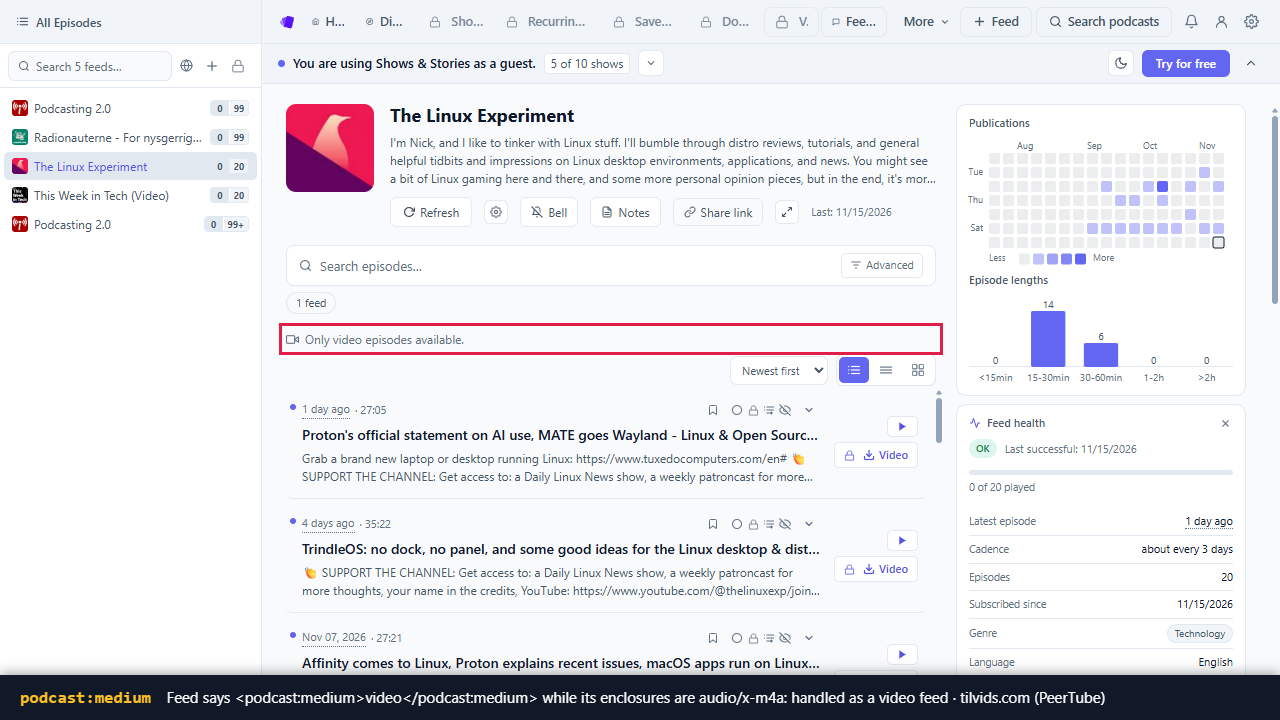 All Episodes
H... Di... Sho... Recurrin... Save... Do... V. Fee... More + Feed Search podcasts
Search 5 feeds...
You are using Shows & Stories as a guest. 5 of 10 shows Try for free
Podcasting 2.0 0 99
Radionauterne - For nysgerrig... 0 99
The Linux Experiment 0 20
This Week in Tech (Video) 0 20
Podcasting 2.0 0 99+
The Linux Experiment
I'm Nick, and I like to tinker with Linux stuff. I'll bumble through distro reviews, tutorials, and general
helpful tidbits and impressions on Linux desktop environments, applications, and news. You might see
a bit of Linux gaming here and there, and some more personal opinion pieces, but in the end, it's mor...
Refresh Bell Notes Share link Last: 11/15/2026
Search episodes... Advanced
1 feed
Only video episodes available.
Newest first
1 day ago · 27:05
Proton's official statement on AI use, MATE goes Wayland - Linux & Open Sourc...
Grab a brand new laptop or desktop running Linux: https://www.tuxedocomputers.com/en# 👏
SUPPORT THE CHANNEL: Get access to: a Daily Linux News show, a weekly patroncast for more...
Video
4 days ago · 35:22
TrindleOS: no dock, no panel, and some good ideas for the Linux desktop & dist...
👏 SUPPORT THE CHANNEL: Get access to: a Daily Linux News show, a weekly patroncast for
more thoughts, your name in the credits, YouTube: https://www.youtube.com/@thelinuxexp/join...
Video
Nov 07, 2026 · 27:21
Affinity comes to Linux, Proton explains recent issues, macOS apps run on Linux...
Publications
Aug Sep Oct Nov
Tue
Thu
Sat
Less More
Episode lengths
0 14 6 0 0
<15min 15-30min 30-60min 1-2h >2h
Feed health
OK Last successful: 11/15/2026
0 of 20 played
Latest episode 1 day ago
Cadence about every 3 days
Episodes 20
Subscribed since 11/15/2026
Genre Technology
Language English
podcast:medium Feed says <podcast:medium>video</podcast:medium> while its enclosures are audio/x-m4a: handled as a video feed · tilvids.com (PeerTube)